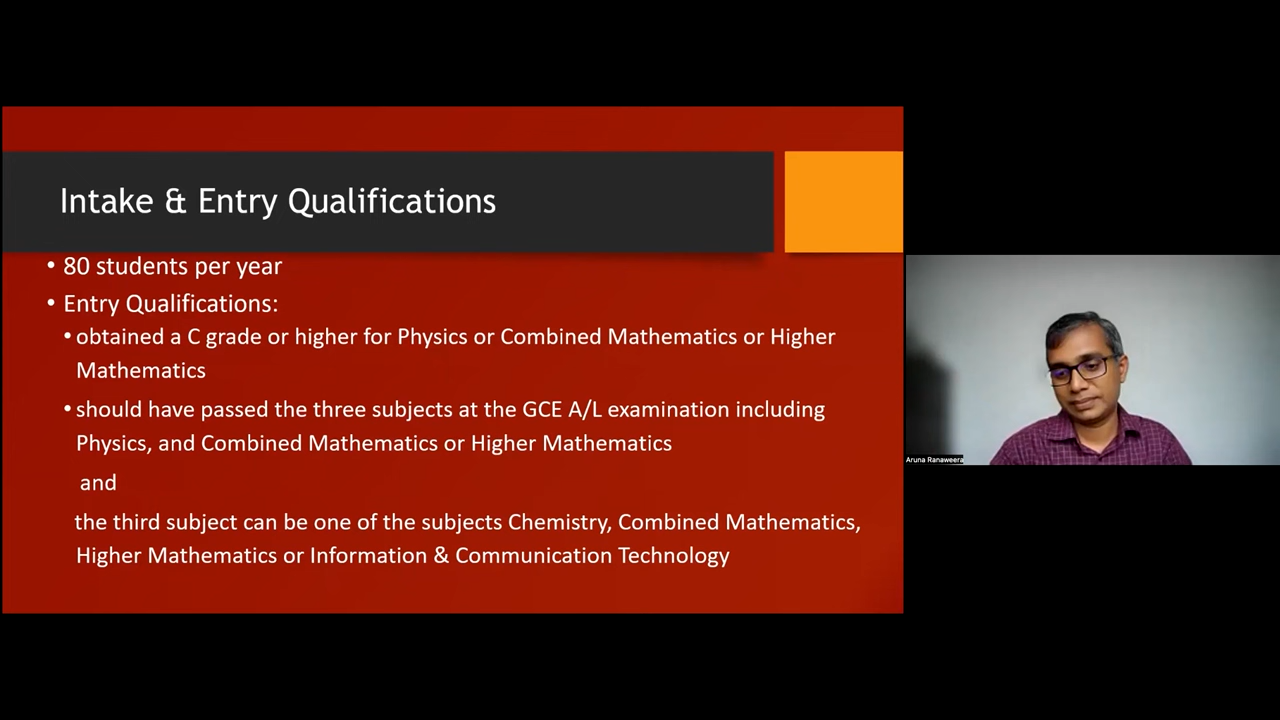 Intake & Entry Qualifications
• 80 students per year
• Entry Qualifications:
• obtained a C grade or higher for Physics or Combined Mathematics or Higher
Mathematics
• should have passed the three subjects at the GCE A/L examination including
Physics, and Combined Mathematics or Higher Mathematics
and
the third subject can be one of the subjects Chemistry, Combined Mathematics,
Higher Mathematics or Information & Communication Technology
Aruna Ranaweera